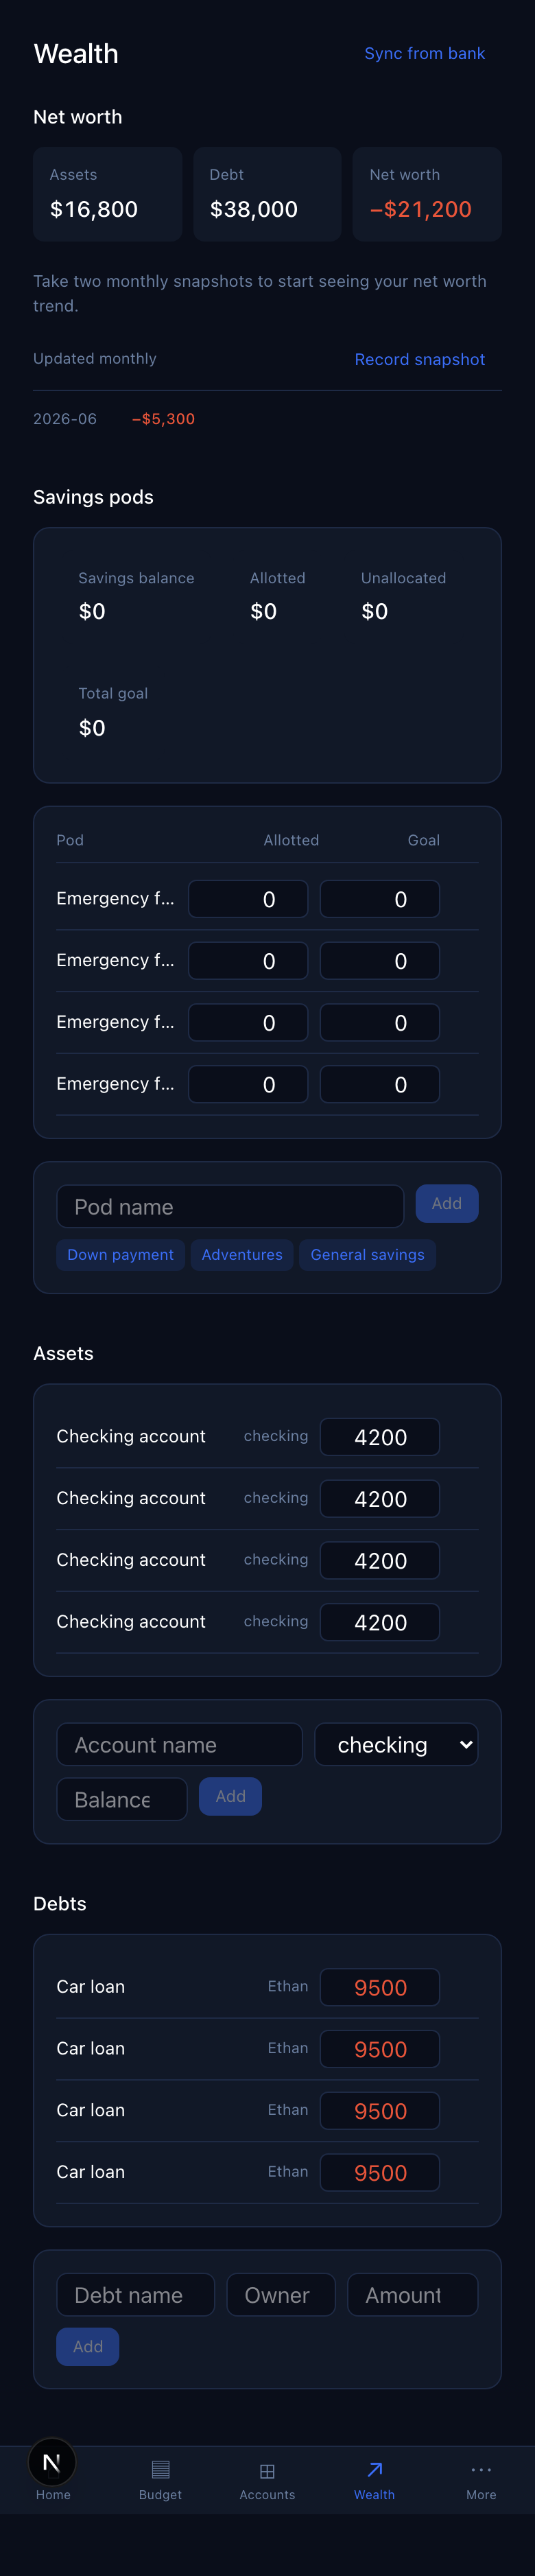 Wealth
Sync from bank
Net worth
Assets
Debt
Net worth
$16,800
$38,000
–$21,200
Take two monthly snapshots to start seeing your net worth
trend.
Updated monthly
Record snapshot
2026-06
–$5,300
Savings pods
Savings balance
Allotted
Unallocated
$0
$0
$0
Total goal
$0
Pod
Allotted
Goal
Emergency f...
0
0
Emergency f...
0
0
Emergency f...
0
0
Emergency f...
0
0
Pod name
Add
Down payment
Adventures
General savings
Assets
Checking account
checking
4200
Checking account
checking
4200
Checking account
checking
4200
Checking account
checking
4200
Account name
checking
Balance
Add
Debts
Car loan
Ethan
9500
Car loan
Ethan
9500
Car loan
Ethan
9500
Car loan
Ethan
9500
Debt name
Owner
Amount
Add
N
Home
Budget
Accounts
Wealth
More